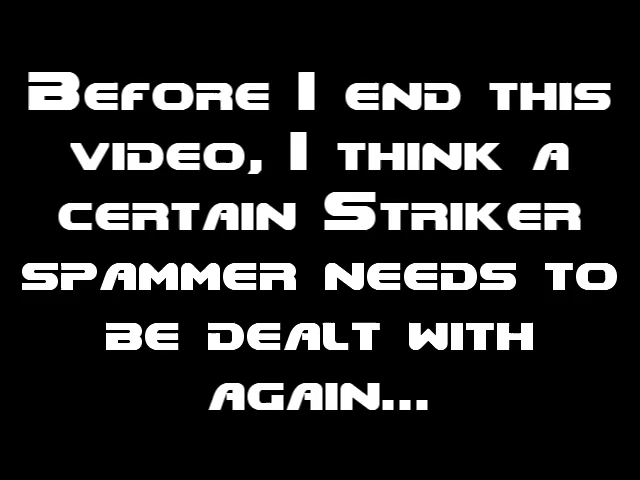 Before I end this
video, I think a
certain Striker
spammer needs to
be dealt with
again...